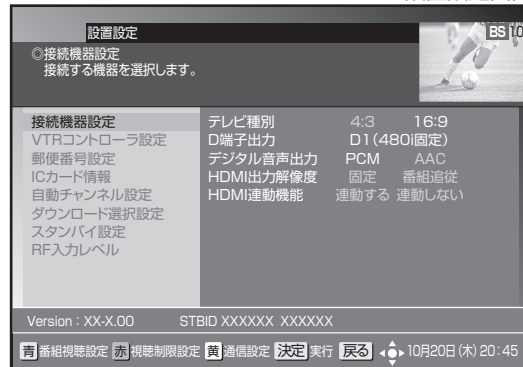 設置設定
BS 10
◎接続機器設定
接続する機器を選択します。
接続機器設定
VTRコントローラ設定
郵便番号設定
ICカード情報
自動チャンネル設定
ダウンロード選択設定
スタンバイ設定
RF入力レベル
テレビ種別 4:3 16:9
D端子出力 D1(480i固定)
デジタル音声出力 PCM AAC
HDMI出力解像度 固定 番組追従
HDMI連動機能 連動する 連動しない
Version : XX-X.00 STBID XXXXXX XXXXXX
青 番組視聴設定 赤 視聴制限設定 黄 通信設定 決定 実行 戻る 10月20日(木) 20:45